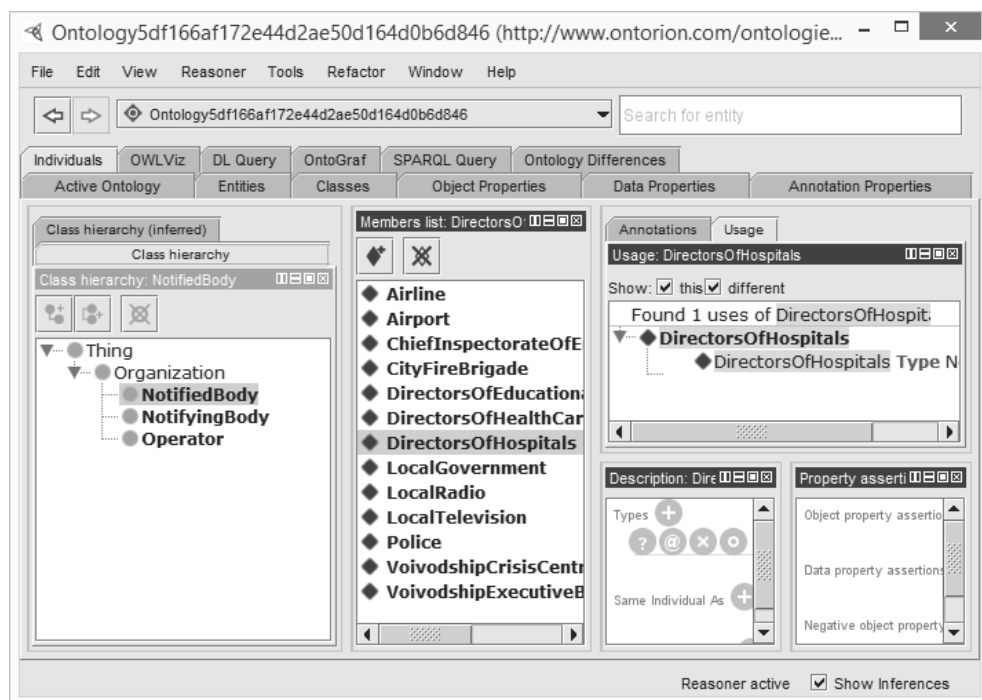 Ontology5df166af172e44d2ae50d164d0b6d846 (http://www.ontorion.com/ontologie...
File Edit View Reasoner Tools Refactor Window Help
Ontology5df166af172e44d2ae50d164d0b6d846
Search for entity
Individuals OWLViz DL Query OntoGraf SPARQL Query Ontology Differences
Active Ontology Entities Classes Object Properties Data Properties Annotation Properties
Class hierarchy (inferred)
Class hierarchy
Class hierarchy: NotifiedBody
Thing
Organization
NotifiedBody
NotifyingBody
Operator
Members list: DirectorsO
Airline
Airport
ChiefInspectorateOfE
CityFireBrigade
DirectorsOfEducation
DirectorsOfHealthCar
DirectorsOfHospitals
LocalGovernment
LocalRadio
LocalTelevision
Police
VoivodshipCrisisCentr
VoivodshipExecutiveB
Annotations Usage
Usage: DirectorsOfHospitals
Show: this different
Found 1 uses of DirectorsOfHospit
DirectorsOfHospitals
DirectorsOfHospitals Type N
Description: Dire
Types
? @ X O
Same Individual As
Property asserti
Object property assertio
Data property assertions
Negative object property
Reasoner active Show Inferences